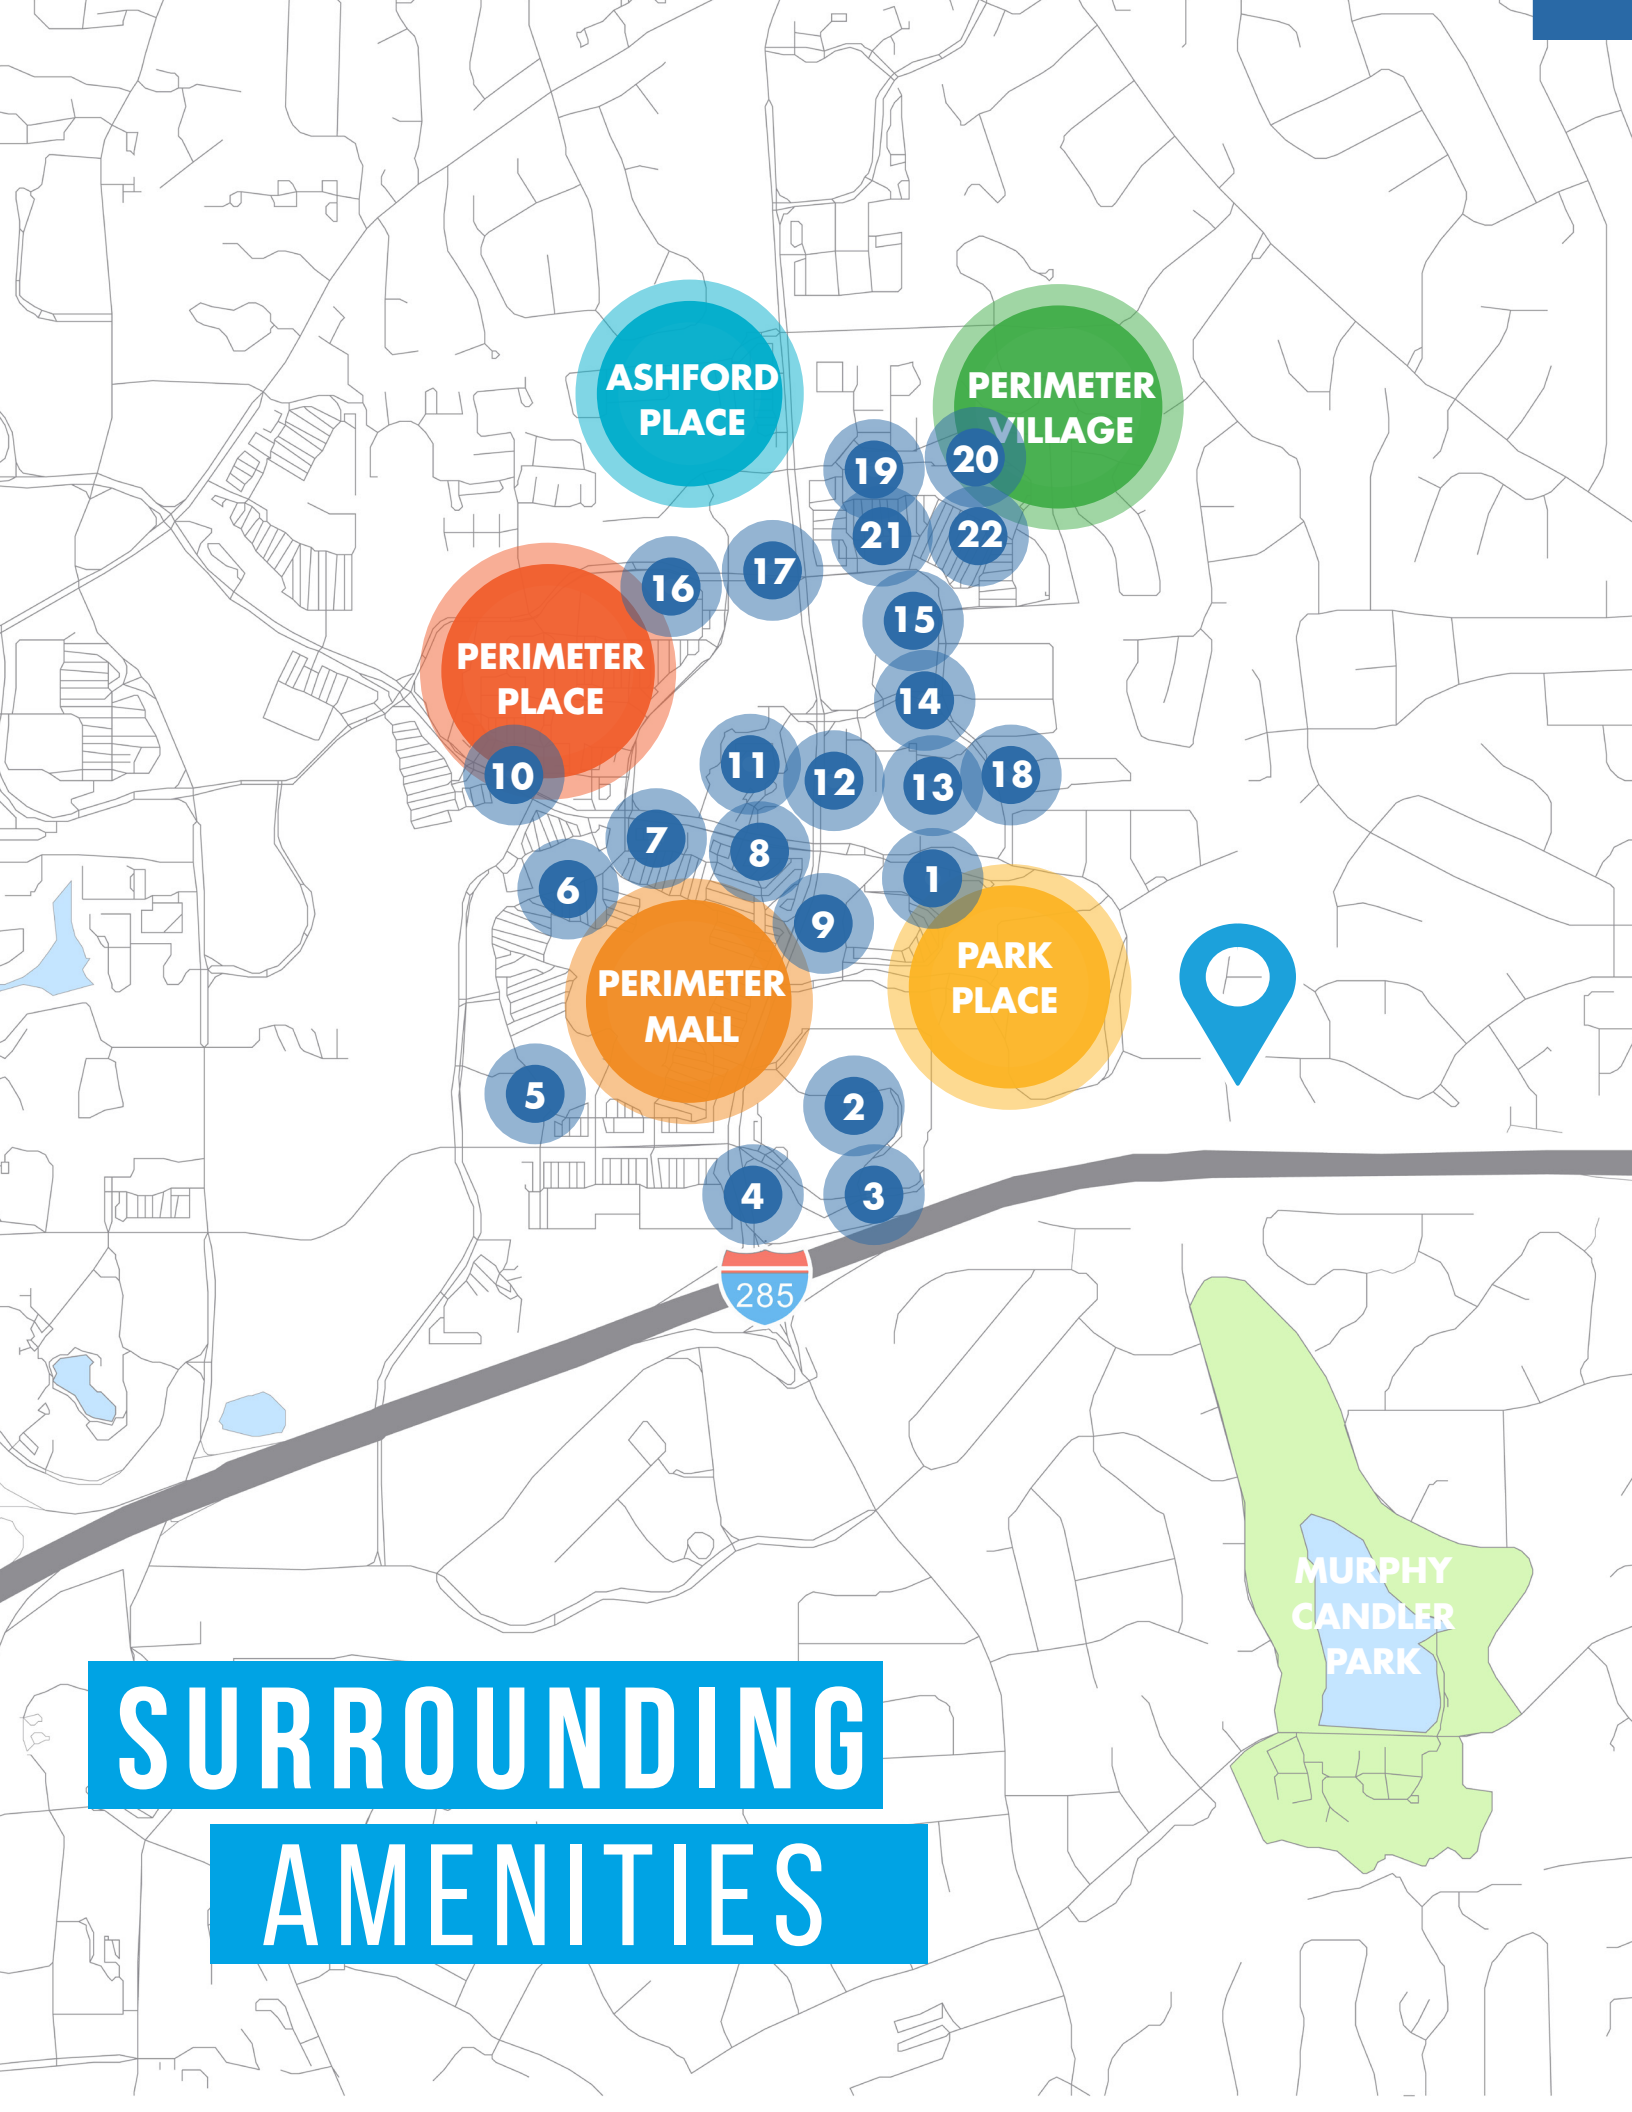 ASHFORD
PLACE
PERIMETER
VILLAGE
19
20
21
22
16
17
15
PERIMETER
PLACE
14
10
11
12
13
18
7
8
6
1
9
PERIMETER
MALL
PARK
PLACE
5
2
4
3
285
MURPHY
CANDLER
PARK
SURROUNDING
AMENITIES